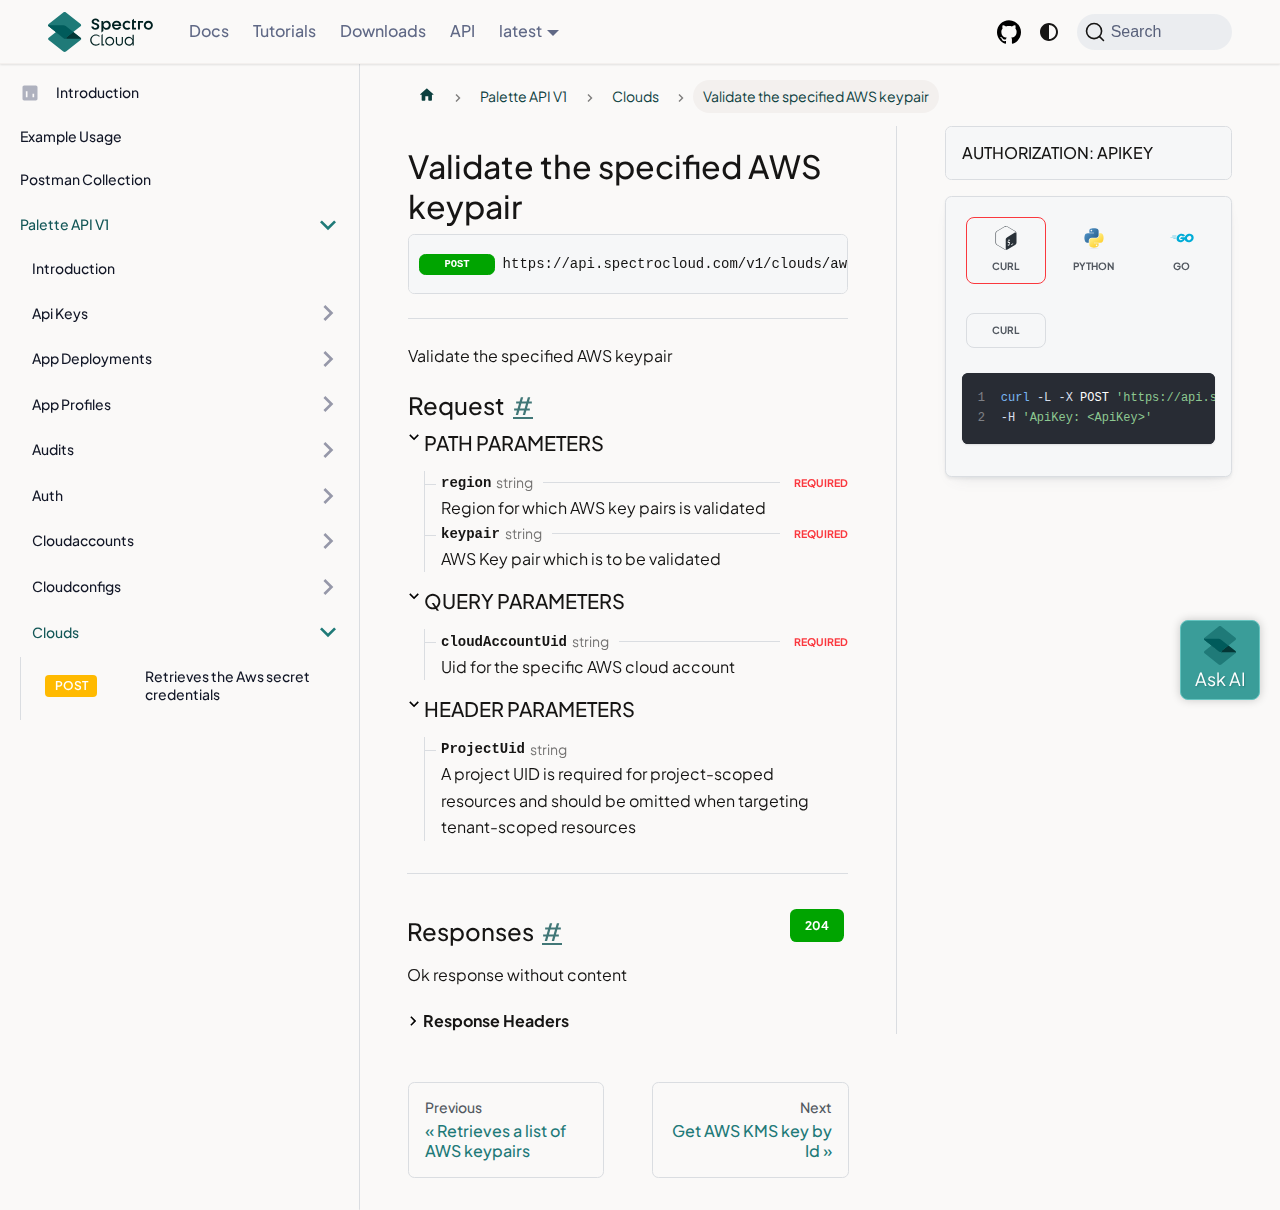 Spectro
Cloud
Docs
Tutorials
Downloads
API
latest
Search
Introduction
Example Usage
Postman Collection
Palette API V1
Introduction
Api Keys
App Deployments
App Profiles
Audits
Auth
Cloudaccounts
Cloudconfigs
Clouds
POST
Retrieves the Aws secret
credentials
Palette API V1
Clouds
Validate the specified AWS keypair
Validate the specified AWS
keypair
POST https://api.spectrocloud.com/v1/clouds/aw
Validate the specified AWS keypair
Request #
PATH PARAMETERS
region string REQUIRED
Region for which AWS key pairs is validated
keypair string REQUIRED
AWS Key pair which is to be validated
QUERY PARAMETERS
cloudAccountUid string REQUIRED
Uid for the specific AWS cloud account
HEADER PARAMETERS
ProjectUid string
A project UID is required for project-scoped
resources and should be omitted when targeting
tenant-scoped resources
Responses #
204
Ok response without content
Response Headers
Previous
« Retrieves a list of
AWS keypairs
Next
Get AWS KMS key by
Id »
AUTHORIZATION: APIKEY
CURL
PYTHON
GO
CURL
1 curl -L -X POST 'https://api.s
2 -H 'ApiKey: <ApiKey>'
Ask AI